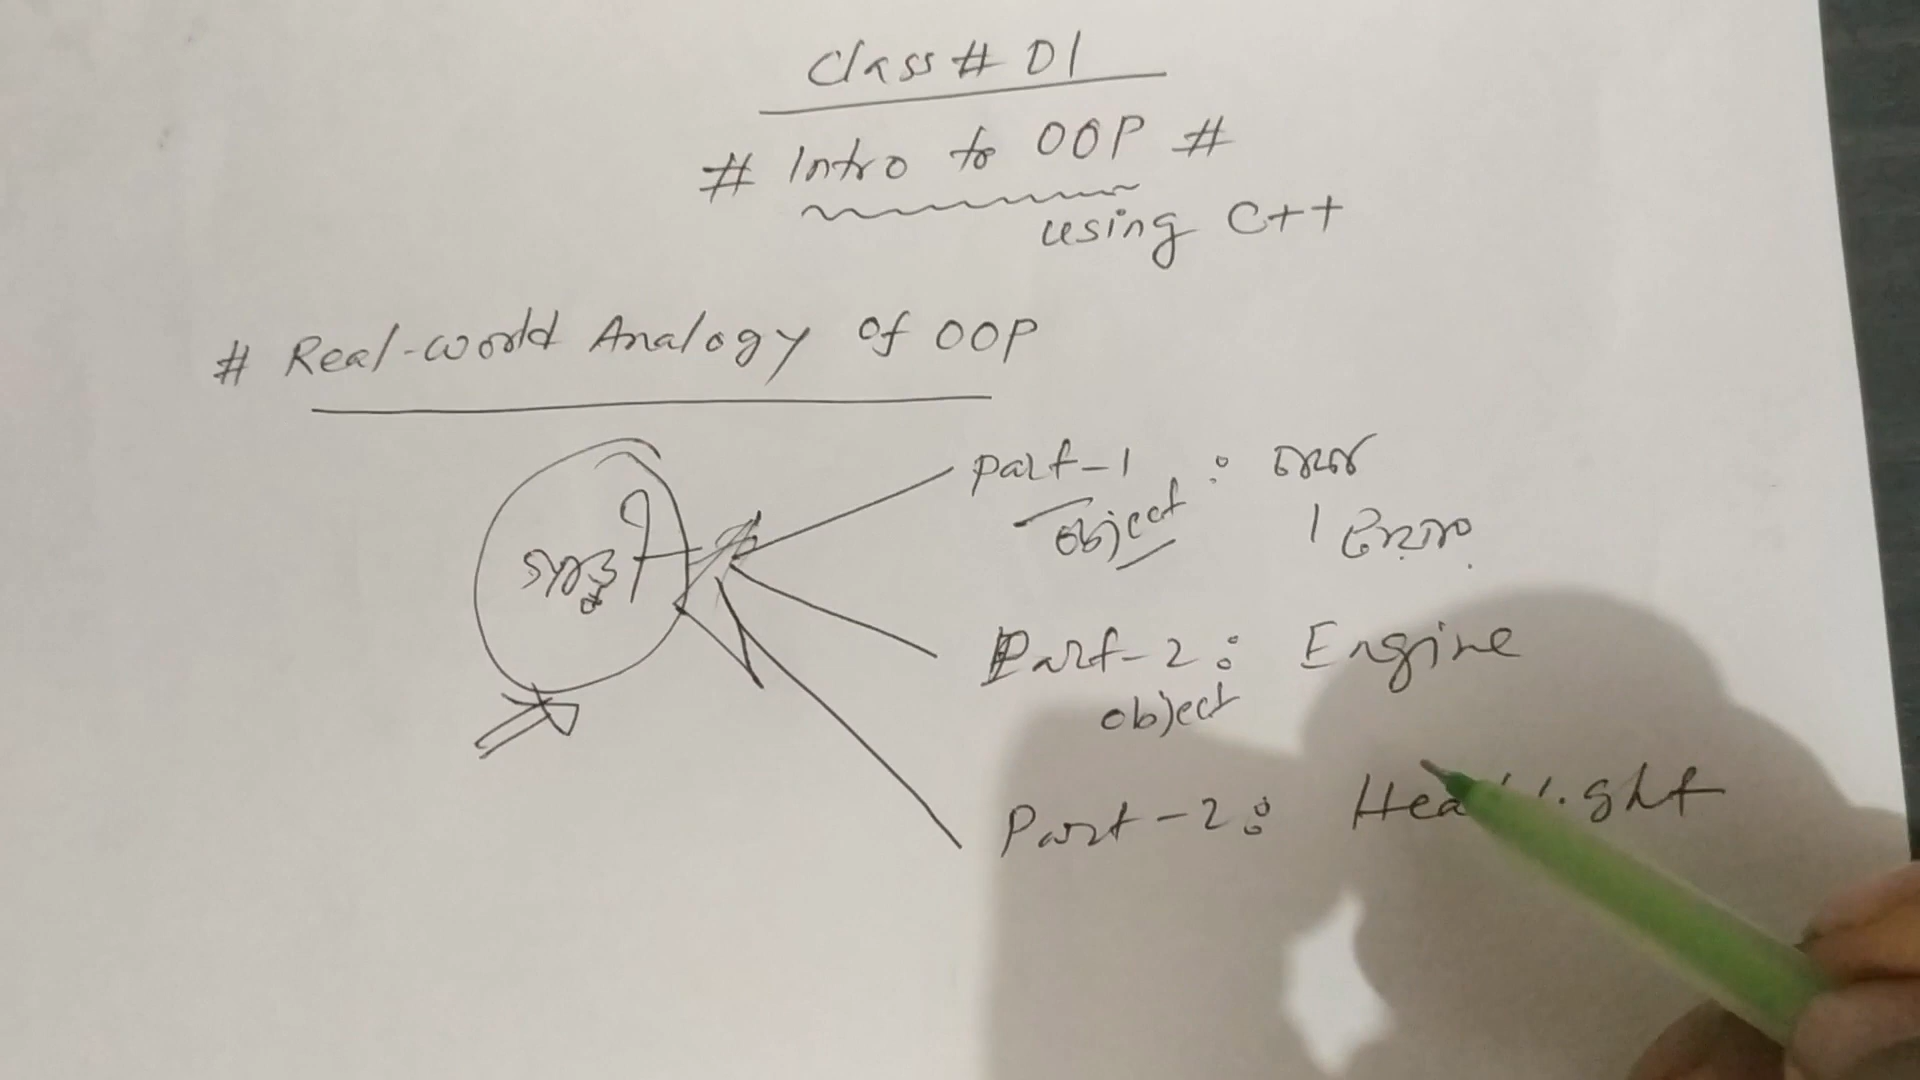 Class # 01
# Intro to OOP #
using C++
# Real-world Analogy of OOP
গাড়ি
Part-1 :
object
Part-2 : Engine
object
Part-2 : Headlight